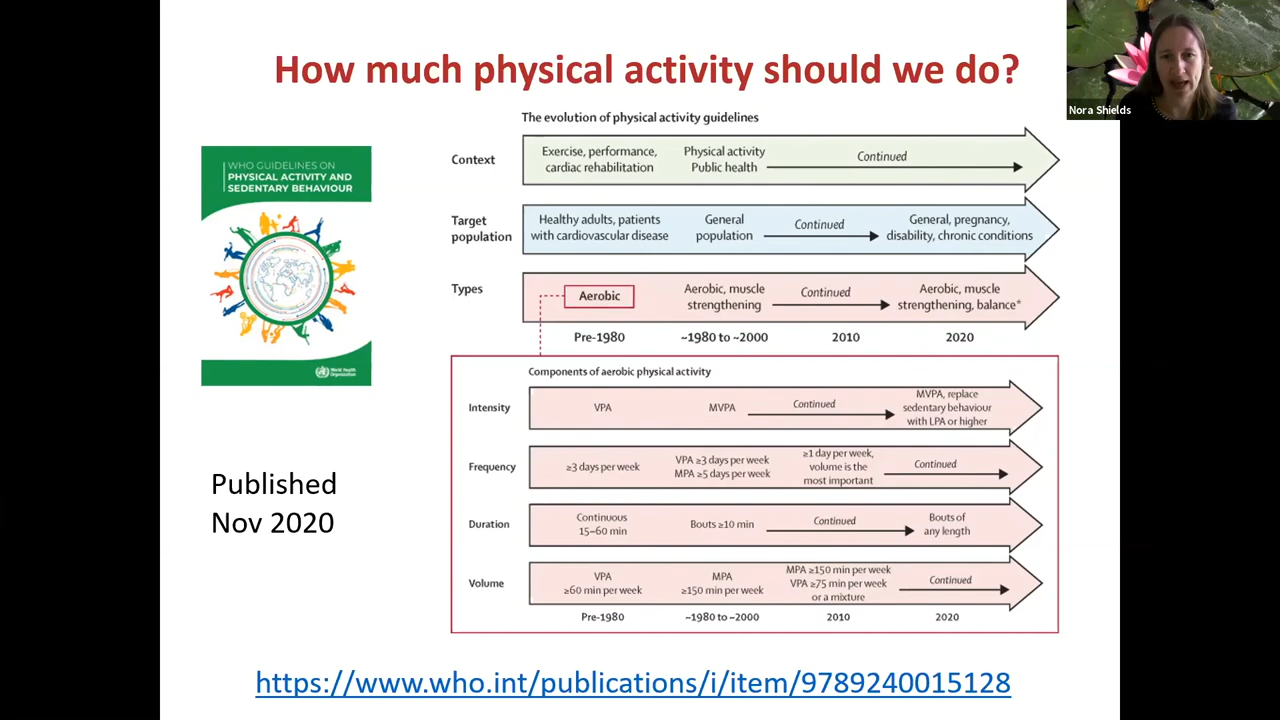 How much physical activity should we do?
Nora Shields
WHO GUIDELINES ON
PHYSICAL ACTIVITY AND
SEDENTARY BEHAVIOUR
World Health
Organization
Published
Nov 2020
The evolution of physical activity guidelines
Context
Exercise, performance,
cardiac rehabilitation
Physical activity
Public health
Continued
Target
population
Healthy adults, patients
with cardiovascular disease
General
population
Continued
General, pregnancy,
disability, chronic conditions
Types
Aerobic
Aerobic, muscle
strengthening
Continued
Aerobic, muscle
strengthening, balance*
Pre-1980
~1980 to ~2000
2010
2020
Components of aerobic physical activity
Intensity
VPA
MVPA
Continued
MVPA, replace
sedentary behaviour
with LPA or higher
Frequency
≥3 days per week
VPA ≥3 days per week
MPA ≥5 days per week
≥1 day per week,
volume is the
most important
Continued
Duration
Continuous
15–60 min
Bouts ≥10 min
Continued
Bouts of
any length
Volume
VPA
≥60 min per week
MPA
≥150 min per week
MPA ≥150 min per week
VPA ≥75 min per week
or a mixture
Continued
Pre-1980
~1980 to ~2000
2010
2020
https://www.who.int/publications/i/item/9789240015128